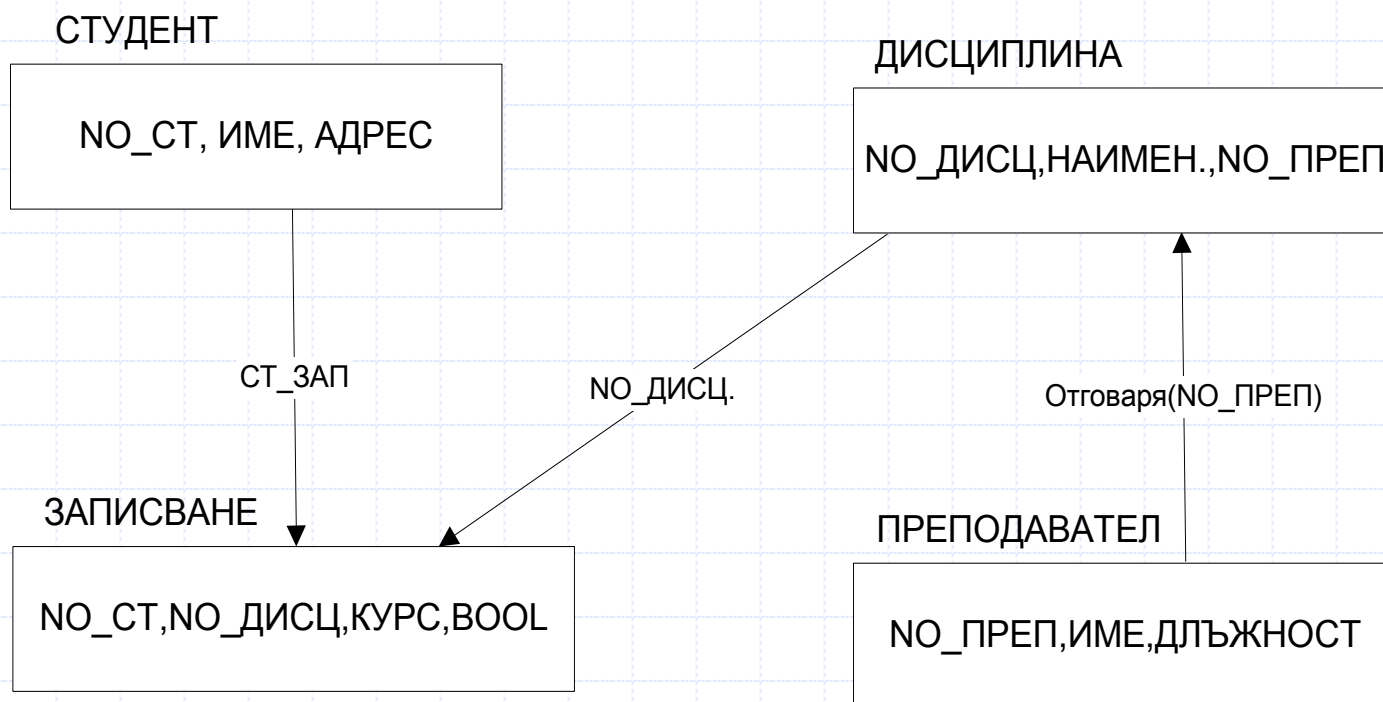 СТУДЕНТ
NO_СТ, ИМЕ, АДРЕС
ДИСЦИПЛИНА
NO_ДИСЦ,НАИМЕН.,NO_ПРЕП
СТ_ЗАП
NO_ДИСЦ.
Отговаря(NO_ПРЕП)
ЗАПИСВАНЕ
NO_СТ,NO_ДИСЦ,КУРС,BOOL
ПРЕПОДАВАТЕЛ
NO_ПРЕП,ИМЕ,ДЛЪЖНОСТ